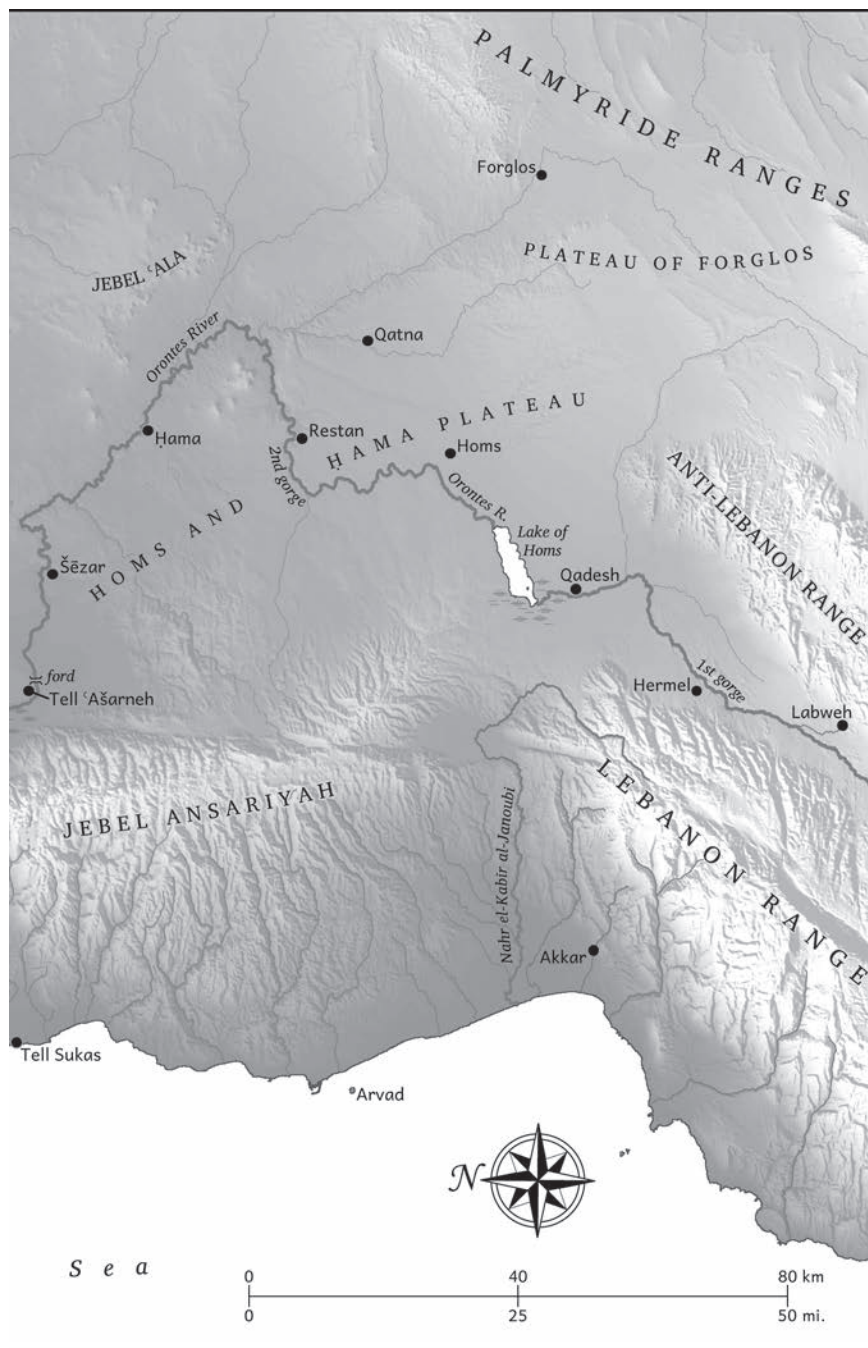 PALMYRIDE RANGES
Forglos
PLATEAU OF FORGLOS
JEBEL ʿALA
Orontes River
Qatna
Ḥama
Restan
HOMS AND ḤAMA PLATEAU
Homs
2nd gorge
Orontes R.
ANTI-LEBANON RANGE
Lake of
Homs
Šēzar
Qadesh
ford
Tell ʿAšarneh
Hermel
1st gorge
Labweh
JEBEL ANSARIYAH
LEBANON RANGE
Nahr el-Kabir al-Janoubi
Akkar
Tell Sukas
Arvad
N
Sea
0 40 80 km
0 25 50 mi.